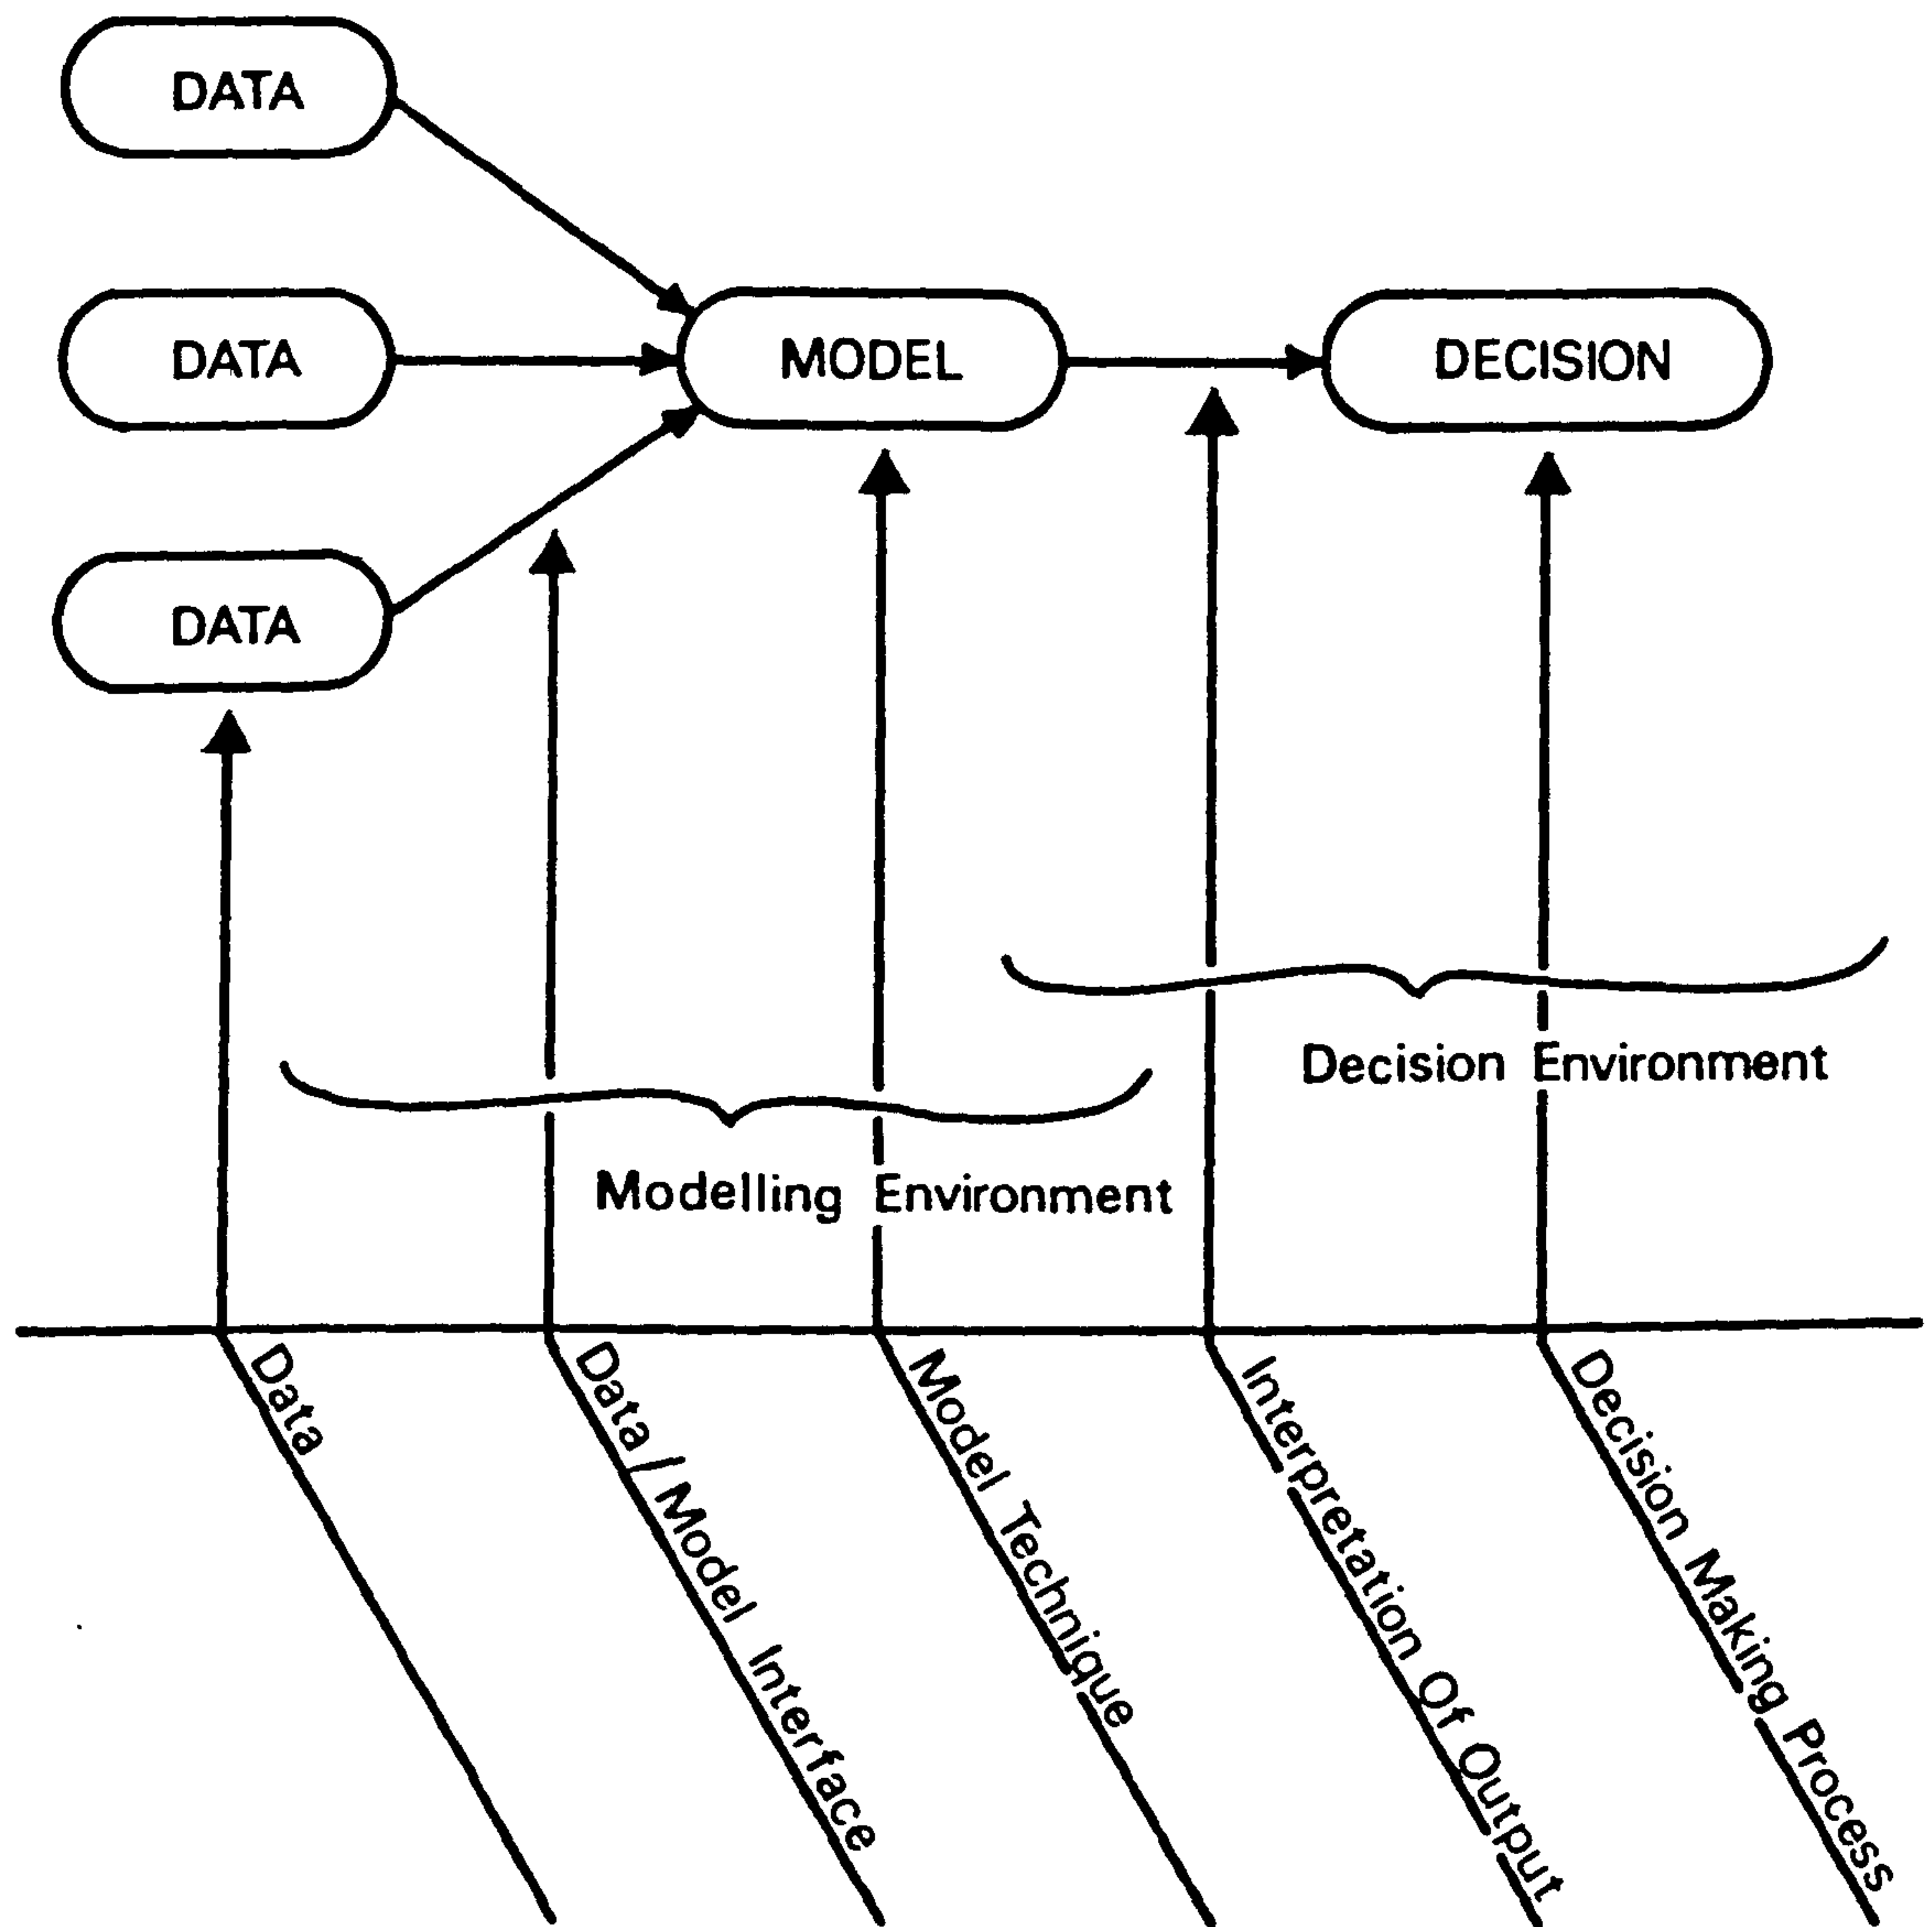 DATA
DATA
MODEL
DECISION
DATA
Decision Environment
Modelling Environment
Data
Data/Model Interface
Model Technique
Interpretation Of Output
Decision Making Process